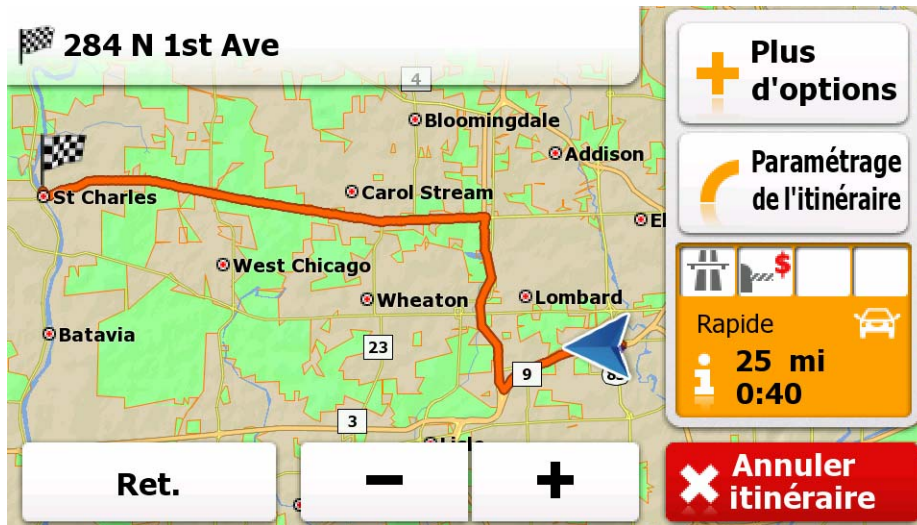 284 N 1st Ave
Plus
d'options
4
Bloomingdale
Addison
Paramétrage
de l'itinéraire
St Charles
Carol Stream
El
West Chicago
$
Wheaton
Lombard
Rapide
Batavia
23
9
25 mi
0:40
3
Ret.
−
+
Annuler
itinéraire